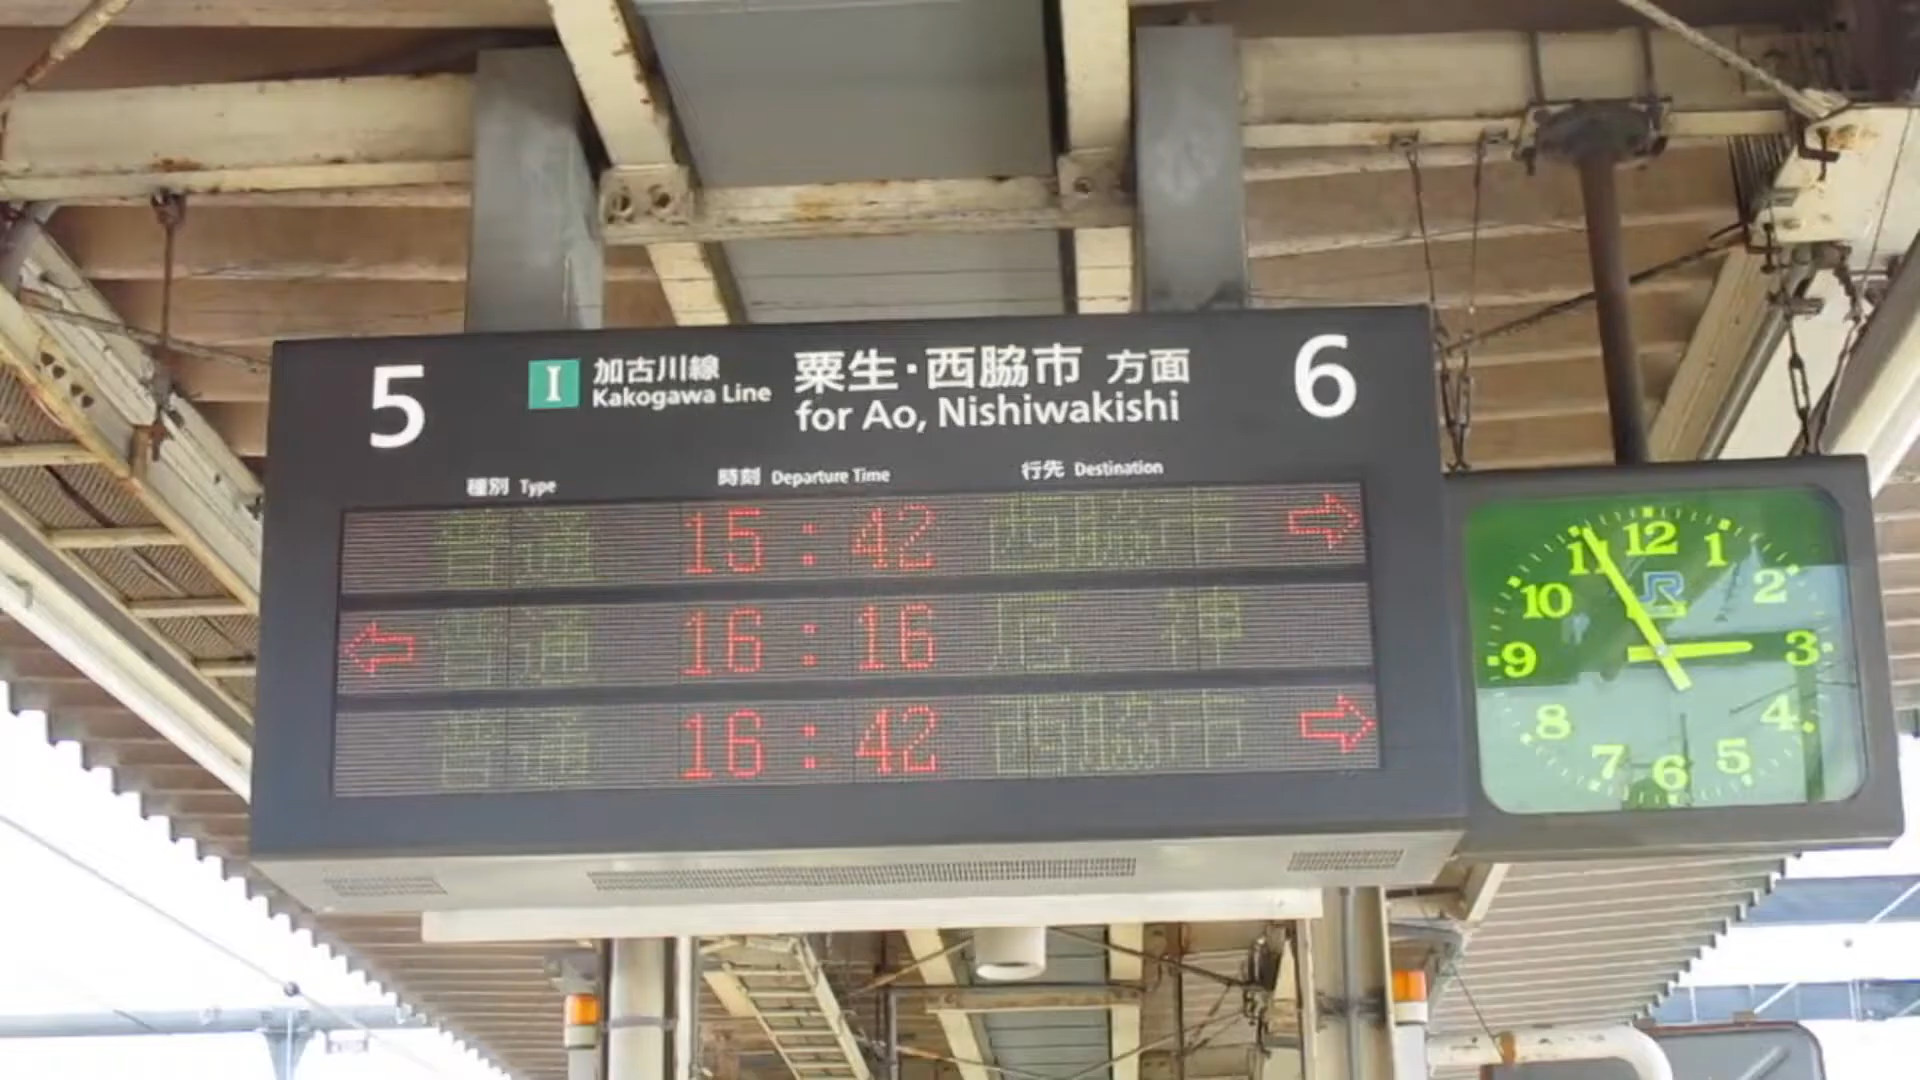 5
I 加古川線 粟生・西脇市 方面
Kakogawa Line for Ao, Nishiwakishi
6
種別 Type 時刻 Departure Time 行先 Destination
普通 15:42 西脇市
普通 16:16 厄神
普通 16:42 西脇市
12
1
2
3
4
5
6
7
8
9
10
11
JR